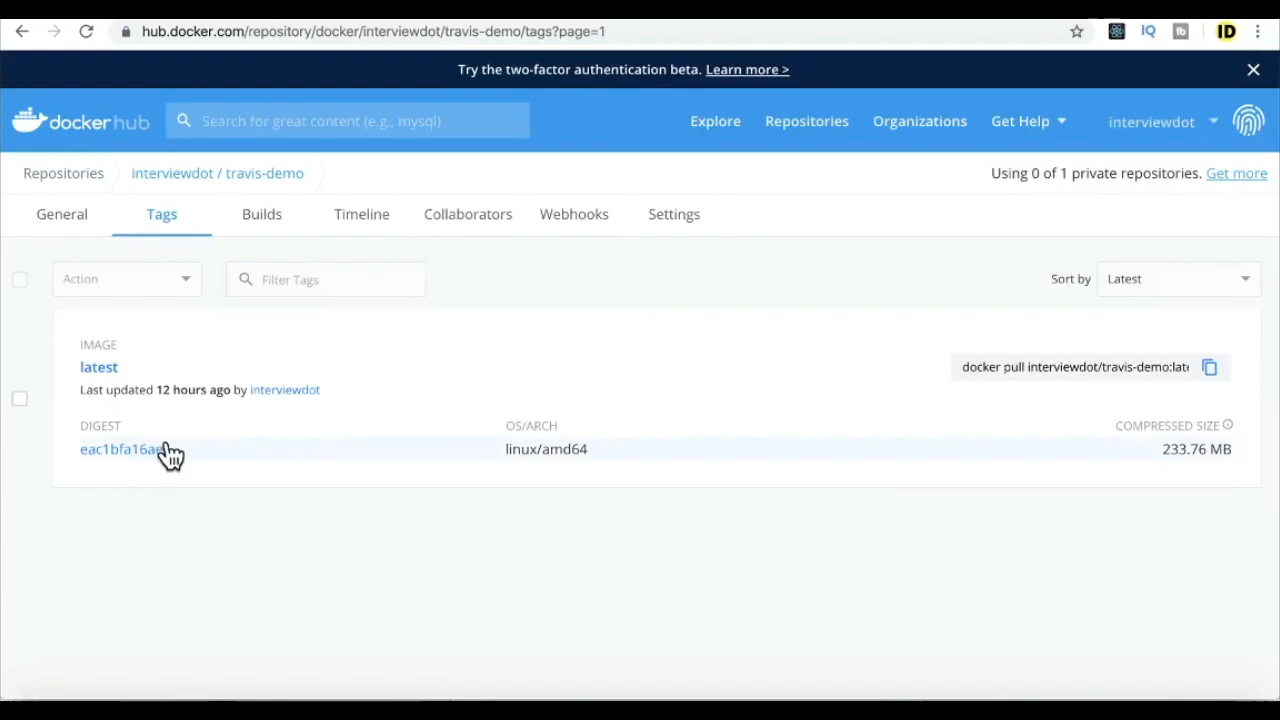 hub.docker.com/repository/docker/interviewdot/travis-demo/tags?page=1
IQ
tb
ID
Try the two-factor authentication beta. Learn more >
docker hub
Search for great content (e.g., mysql)
Explore
Repositories
Organizations
Get Help
interviewdot
Repositories
interviewdot / travis-demo
Using 0 of 1 private repositories. Get more
General
Tags
Builds
Timeline
Collaborators
Webhooks
Settings
Action
Filter Tags
Sort by
Latest
IMAGE
latest
docker pull interviewdot/travis-demo:late
Last updated 12 hours ago by interviewdot
DIGEST
OS/ARCH
COMPRESSED SIZE
linux/amd64
233.76 MB